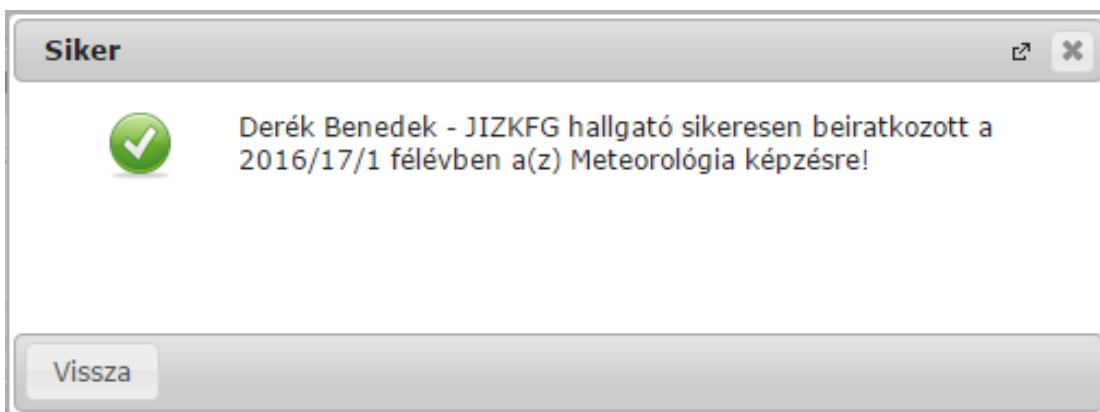 Siker
Derék Benedek - JIZKFG hallgató sikeresen beiratkozott a
2016/17/1 félévben a(z) Meteorológia képzésre!
Vissza